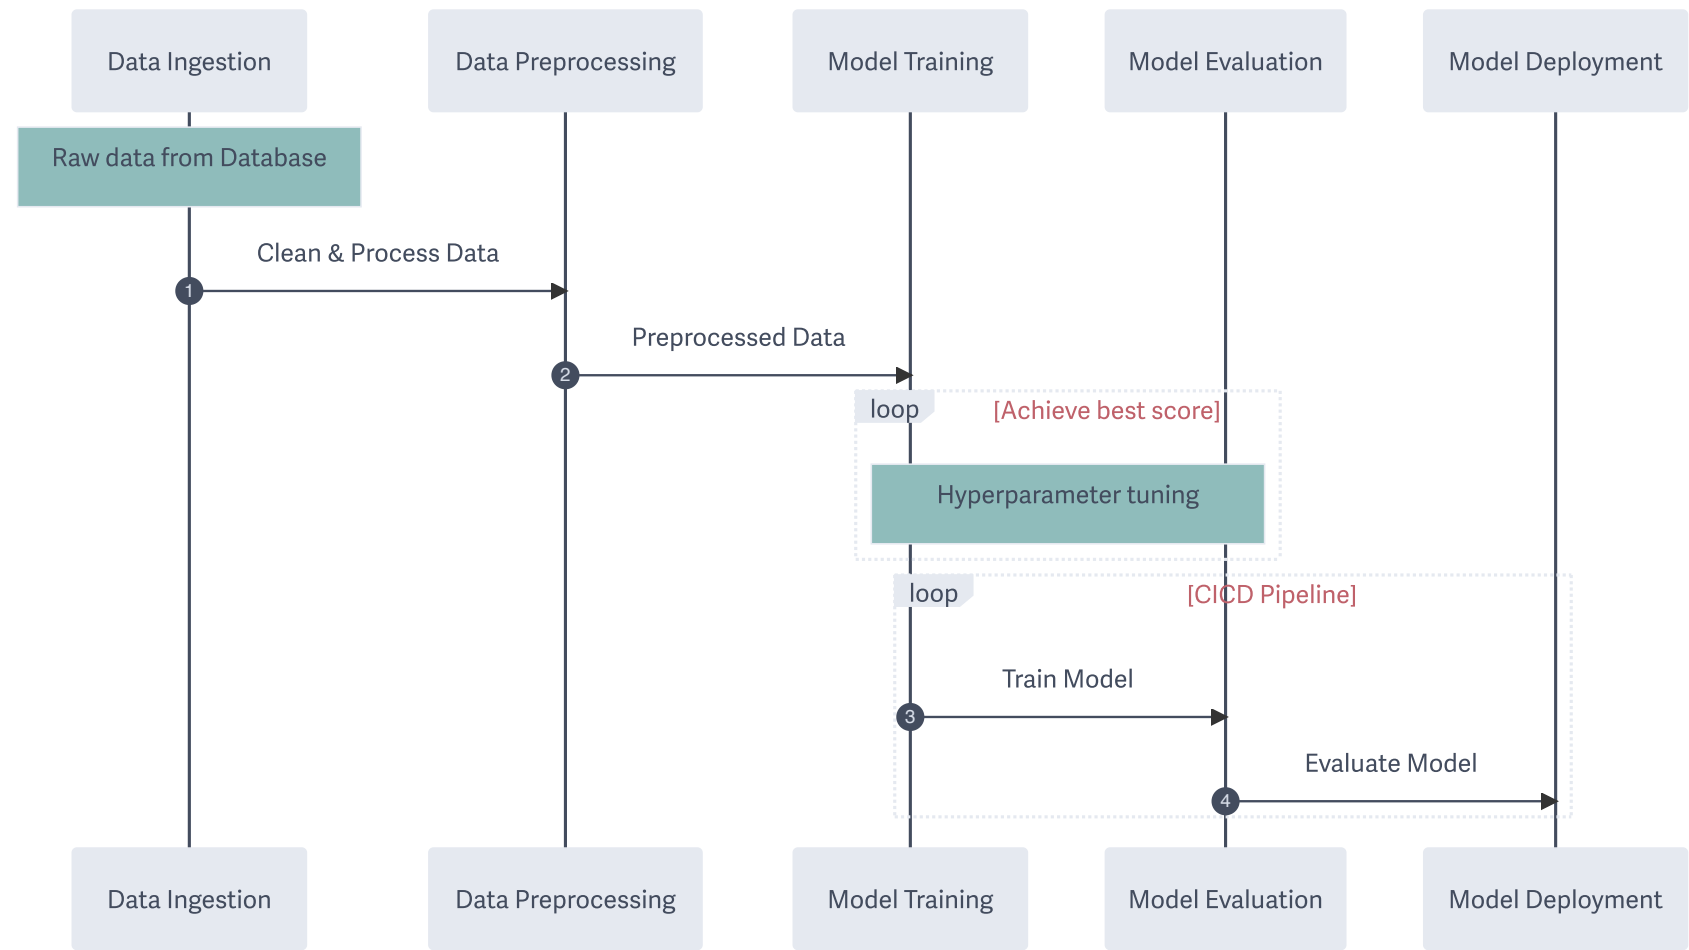 Data Ingestion
Data Preprocessing
Model Training
Model Evaluation
Model Deployment
Raw data from Database
Clean & Process Data
1
Preprocessed Data
2
loop
[Achieve best score]
Hyperparameter tuning
loop
[CICD Pipeline]
Train Model
3
Evaluate Model
4
Data Ingestion
Data Preprocessing
Model Training
Model Evaluation
Model Deployment